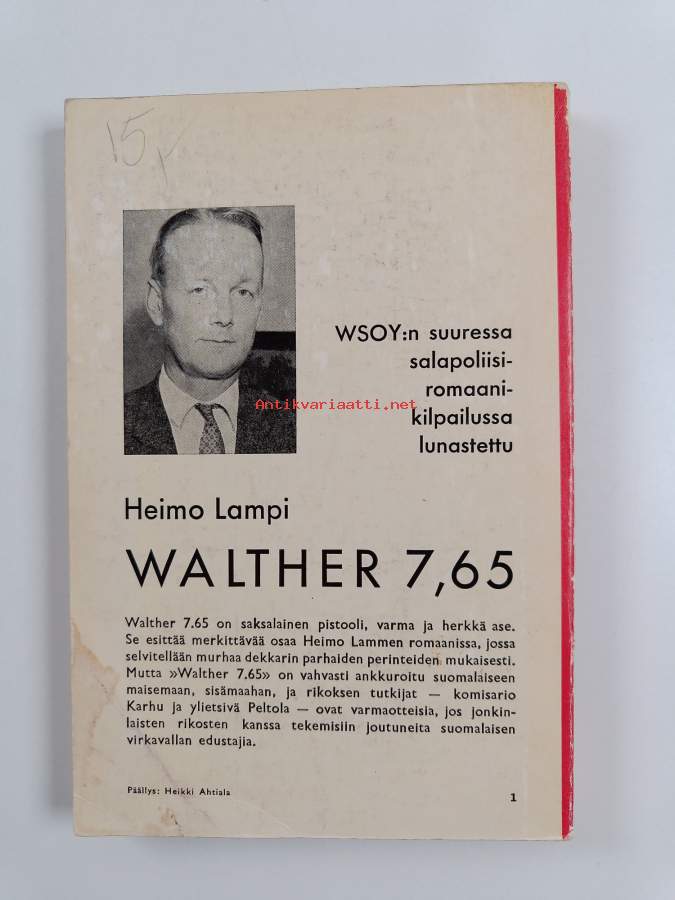 15,-
WSOY:n suuressa
salapoliisi-
romaani-
kilpailussa
lunastettu
Antikvariaatti.net
Heimo Lampi
WALTHER 7,65
Walther 7.65 on saksalainen pistooli, varma ja herkkä ase.
Se esittää merkittävää osaa Heimo Lammen romaanissa, jossa
selvitellään murhaa dekkarin parhaiden perinteiden mukaisesti.
Mutta »Walther 7.65» on vahvasti ankkuroitu suomalaiseen
maisemaan, sisämaahan, ja rikoksen tutkijat — komisario
Karhu ja ylietsivä Peltola — ovat varmaotteisia, jos jonkin-
laisten rikosten kanssa tekemisiin joutuneita suomalaisen
virkavallan edustajia.
Päällys: Heikki Ahtiala
1